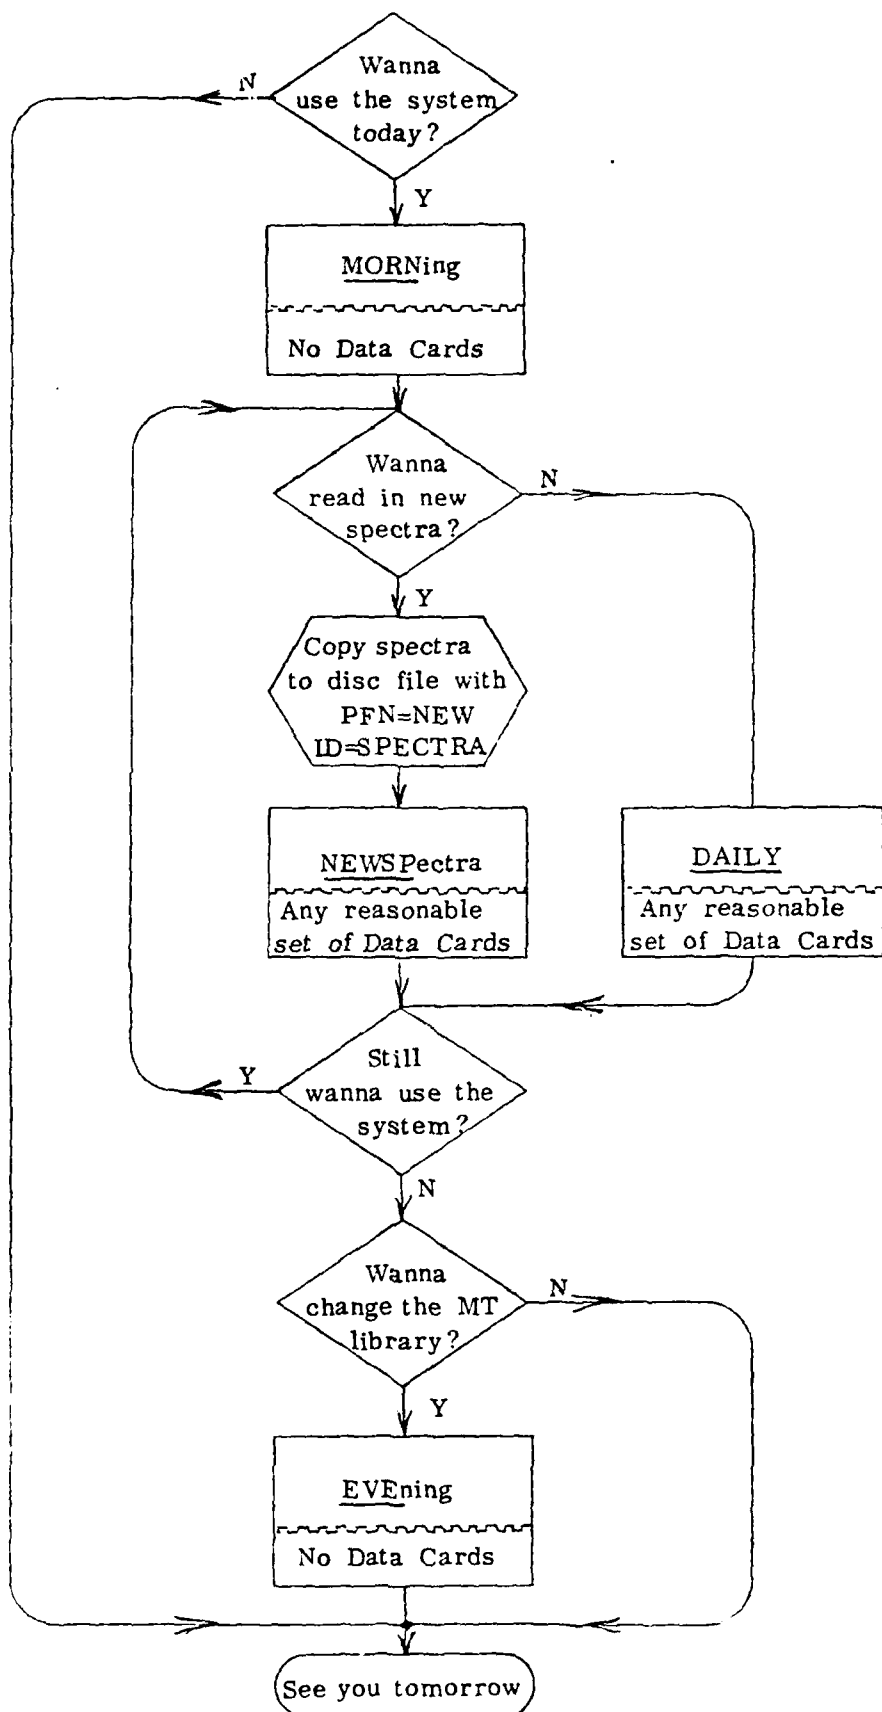 Wanna
use the system
today?
N
Y
MORNing
No Data Cards
Wanna
read in new
spectra?
N
Y
Copy spectra
to disc file with
PFN=NEW
ID=SPECTRA
NEWSPectra
Any reasonable
set of Data Cards
DAILY
Any reasonable
set of Data Cards
Still
wanna use the
system?
Y
N
Wanna
change the MT
library?
N
Y
EVEning
No Data Cards
See you tomorrow